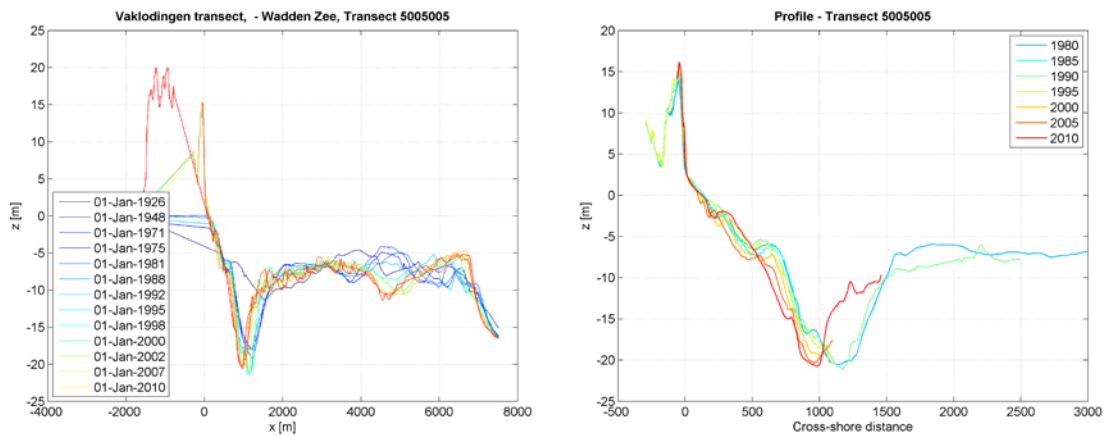 Vaklodingen transect, - Wadden Zee, Transect 5005005
25
20
15
10
5
0
-5
-10
-15
-20
-25
z [m]
01-Jan-1926
01-Jan-1948
01-Jan-1971
01-Jan-1975
01-Jan-1981
01-Jan-1988
01-Jan-1992
01-Jan-1995
01-Jan-1998
01-Jan-2000
01-Jan-2002
01-Jan-2007
01-Jan-2010
-4000 -2000 0 2000 4000 6000 8000
x [m]
Profile - Transect 5005005
20
15
10
5
0
-5
-10
-15
-20
-25
z [m]
1980
1985
1990
1995
2000
2005
2010
-500 0 500 1000 1500 2000 2500 3000
Cross-shore distance